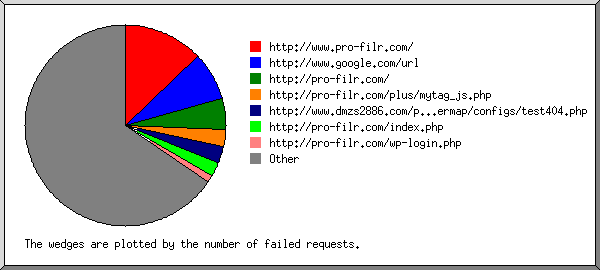 http://www.pro-filr.com/
http://www.google.com/url
http://pro-filr.com/
http://pro-filr.com/plus/mytag_js.php
http://www.dmzs2886.com/p...ermap/configs/test404.php
http://pro-filr.com/index.php
http://pro-filr.com/wp-login.php
Other
The wedges are plotted by the number of failed requests.